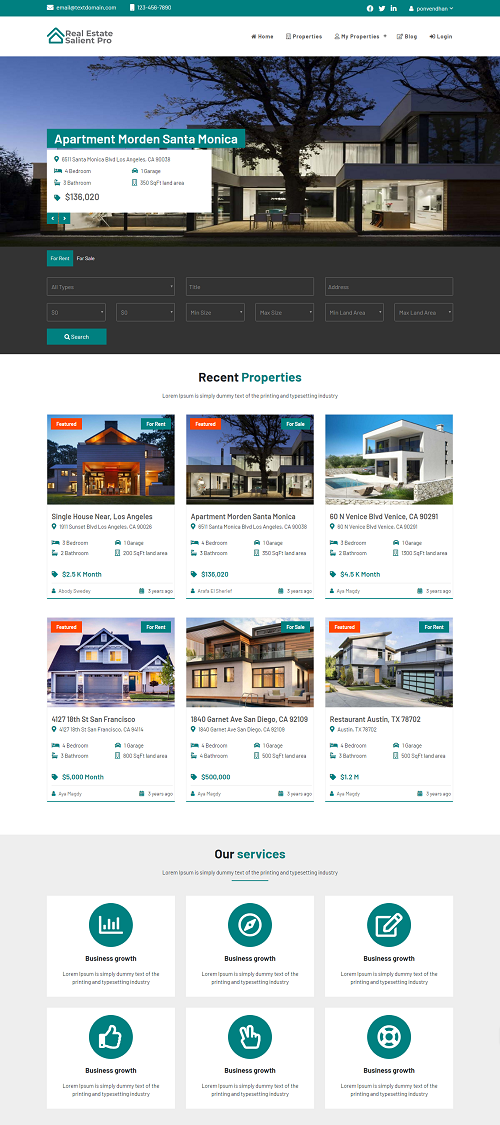 email@textdomain.com 123-456-7890 ponvendhan
Real Estate
Salient Pro
Home Properties My Properties Blog Login
Apartment Morden Santa Monica
6511 Santa Monica Blvd Los Angeles, CA 90038
4 Bedroom 1 Garage
3 Bathroom 350 SqFt land area
$136,020
For Rent For Sale
All Types Title Address
$0 $0 Min Size Max Size Min Land Area Max Land Area
Search
Recent Properties
Lorem Ipsum is simply dummy text of the printing and typesetting industry
Featured For Rent
Single House Near, Los Angeles
1911 Sunset Blvd Los Angeles, CA 90026
3 Bedroom 1 Garage
2 Bathroom 200 SqFt land area
$2.5 K Month
Abody Swedey 3 years ago
Featured For Sale
Apartment Morden Santa Monica
6511 Santa Monica Blvd Los Angeles, CA 90038
4 Bedroom 1 Garage
3 Bathroom 350 SqFt land area
$136,020
Arafa El Sherief 3 years ago
60 N Venice Blvd Venice, CA 90291
60 N Venice Blvd Venice, CA 90291
3 Bedroom 1 Garage
2 Bathroom 1300 SqFt land area
$4.5 K Month
Aya Magdy 3 years ago
Featured For Rent
4127 18th St San Francisco
4127 18th St San Francisco, CA 94114
4 Bedroom 1 Garage
3 Bathroom 800 SqFt land area
$5,000 Month
Aya Magdy 3 years ago
For Sale
1840 Garnet Ave San Diego, CA 92109
1840 Garnet Ave San Diego, CA 92109
4 Bedroom 1 Garage
4 Bathroom 500 SqFt land area
$500,000
Aya Magdy 3 years ago
Featured For Rent
Restaurant Austin, TX 78702
Austin, TX 78702
4 Bedroom 1 Garage
3 Bathroom 500 SqFt land area
$1.2 M
Aya Magdy 3 years ago
Our services
Lorem Ipsum is simply dummy text of the printing and typesetting industry
Business growth
Lorem Ipsum is simply dummy text of the
printing and typesetting industry
Business growth
Lorem Ipsum is simply dummy text of the
printing and typesetting industry
Business growth
Lorem Ipsum is simply dummy text of the
printing and typesetting industry
Business growth
Lorem Ipsum is simply dummy text of the
printing and typesetting industry
Business growth
Lorem Ipsum is simply dummy text of the
printing and typesetting industry
Business growth
Lorem Ipsum is simply dummy text of the
printing and typesetting industry